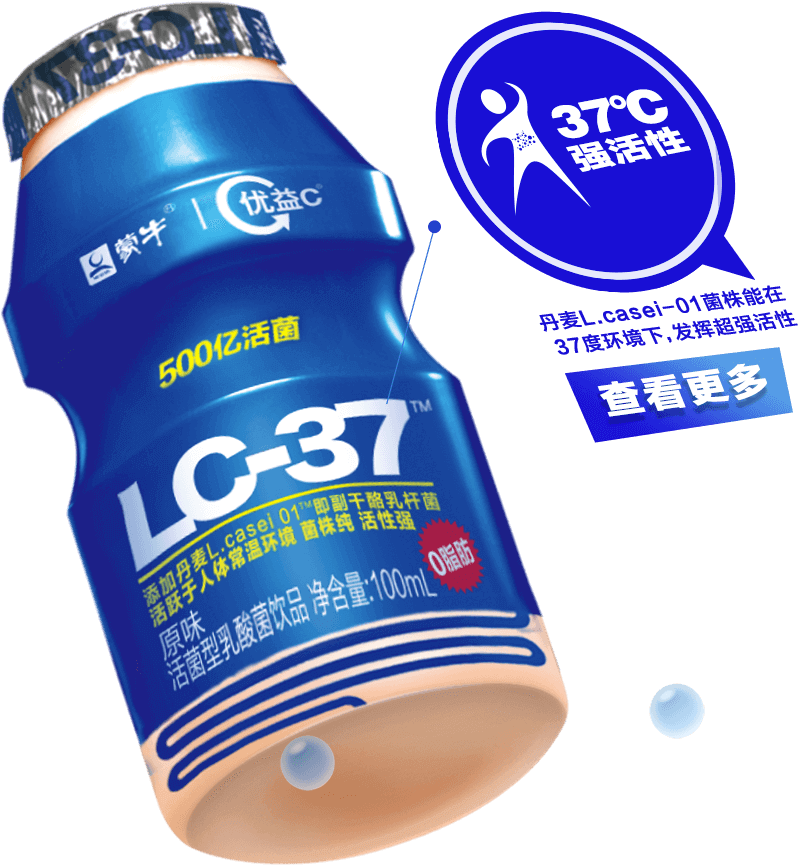 LC-37
蒙牛® | 优益C®
500亿活菌
LC-37™
添加丹麦L.casei 01™即副干酪乳杆菌
活跃于人体常温环境 菌株纯 活性强
0脂肪
原味
活菌型乳酸菌饮品 净含量:100mL
37℃
强活性
丹麦L.casei-01菌株能在
37度环境下,发挥超强活性
查看更多